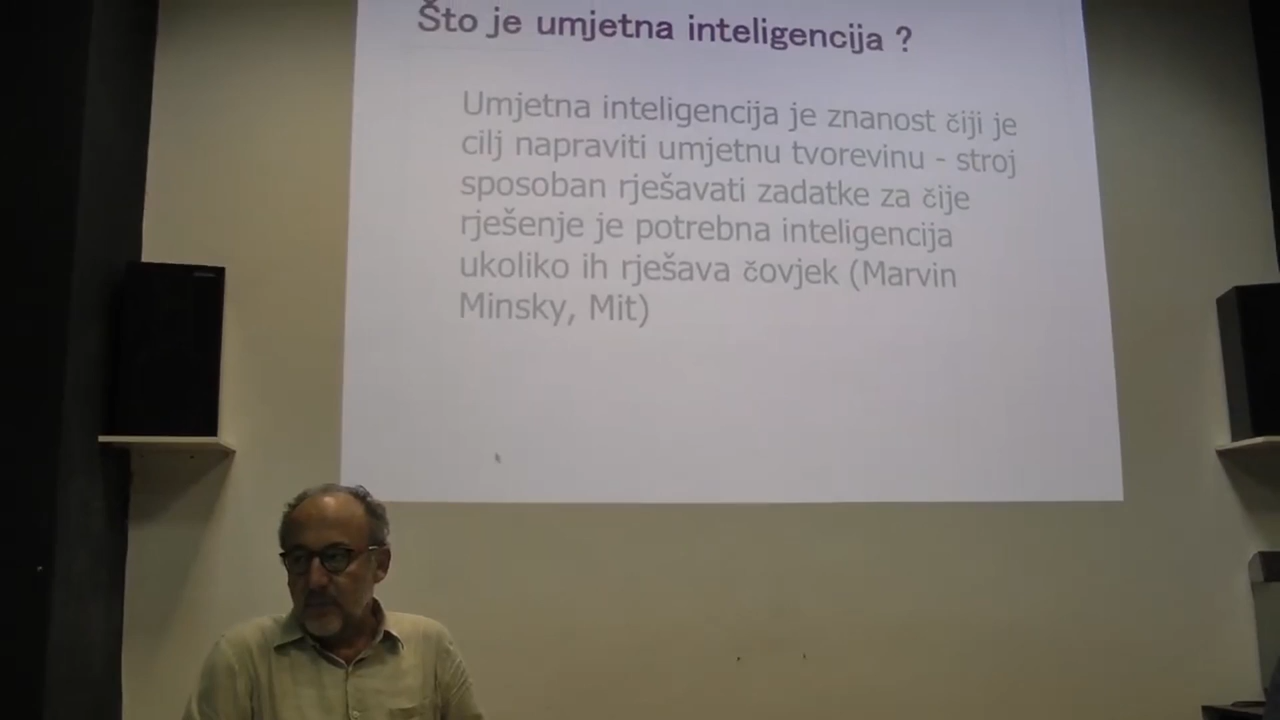 Što je umjetna inteligencija ?
Umjetna inteligencija je znanost čiji je
cilj napraviti umjetnu tvorevinu - stroj
sposoban rješavati zadatke za čije
rješenje je potrebna inteligencija
ukoliko ih rješava čovjek (Marvin
Minsky, Mit)